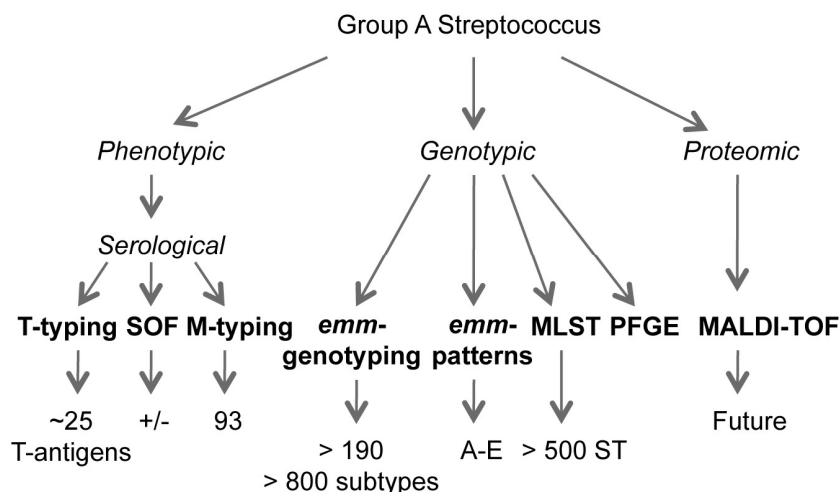 Group A Streptococcus
Phenotypic Genotypic Proteomic
Serological
T-typing SOF M-typing emm- emm- MLST PFGE MALDI-TOF
genotyping patterns
~25 +/- 93 Future
T-antigens > 190 A-E > 500 ST
> 800 subtypes